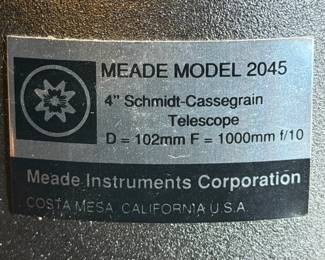 MEADE MODEL 2045
4" Schmidt-Cassegrain
Telescope
D = 102mm F = 1000mm f/10
Meade Instruments Corporation
COSTA MESA, CALIFORNIA U.S.A.